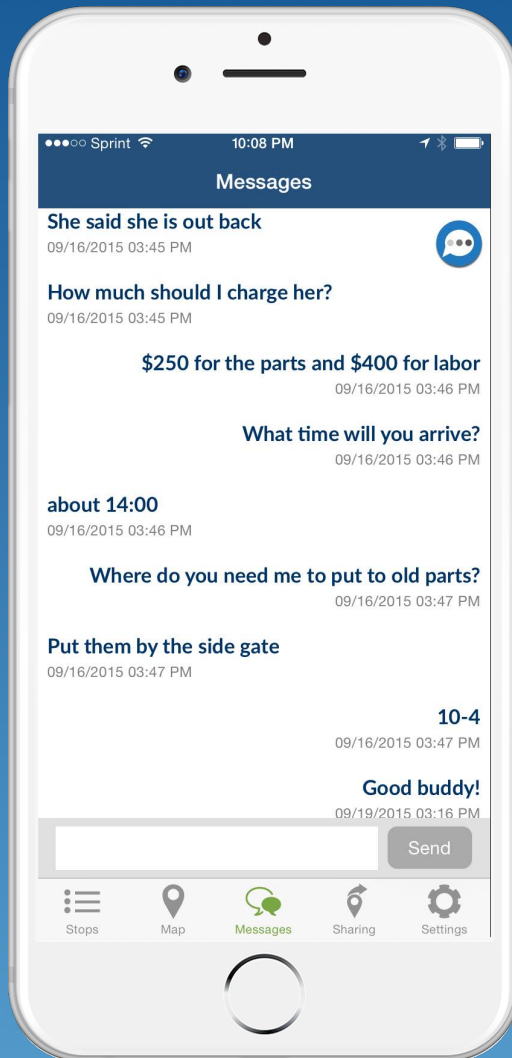 Sprint 10:08 PM
Messages
She said she is out back
09/16/2015 03:45 PM
How much should I charge her?
09/16/2015 03:45 PM
$250 for the parts and $400 for labor
09/16/2015 03:46 PM
What time will you arrive?
09/16/2015 03:46 PM
about 14:00
09/16/2015 03:46 PM
Where do you need me to put to old parts?
09/16/2015 03:47 PM
Put them by the side gate
09/16/2015 03:47 PM
10-4
09/16/2015 03:47 PM
Good buddy!
09/19/2015 03:16 PM
Send
Stops Map Messages Sharing Settings